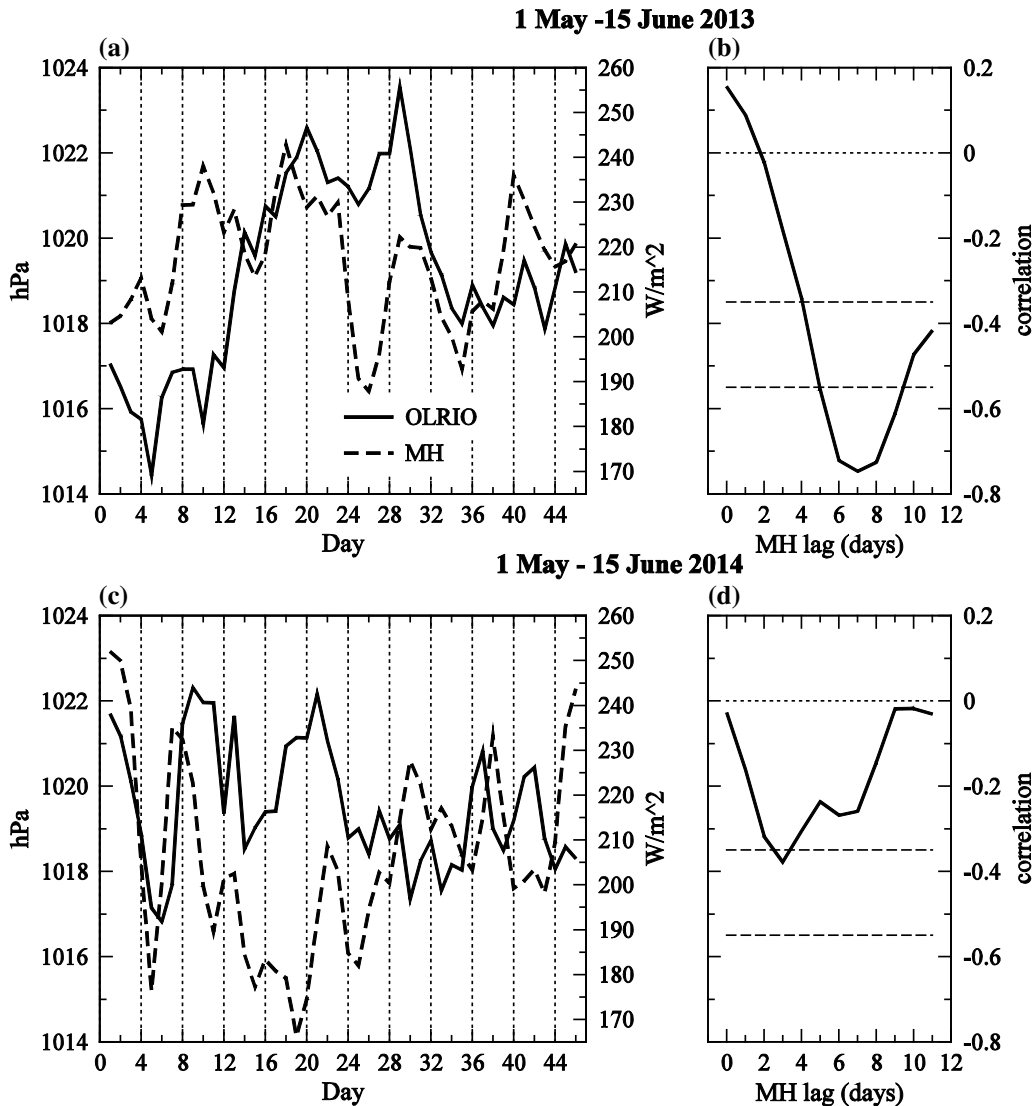 1 May -15 June 2013
(a)
(b)
1024
1022
1020
1018
1016
1014
hPa
260
250
240
230
220
210
200
190
180
170
W/m^2
OLRIO
MH
0 4 8 12 16 20 24 28 32 36 40 44
Day
0.2
0
-0.2
-0.4
-0.6
-0.8
correlation
0 2 4 6 8 10 12
MH lag (days)
1 May - 15 June 2014
(c)
(d)
1024
1022
1020
1018
1016
1014
hPa
260
250
240
230
220
210
200
190
180
170
W/m^2
0 4 8 12 16 20 24 28 32 36 40 44
Day
0.2
0
-0.2
-0.4
-0.6
-0.8
correlation
0 2 4 6 8 10 12
MH lag (days)